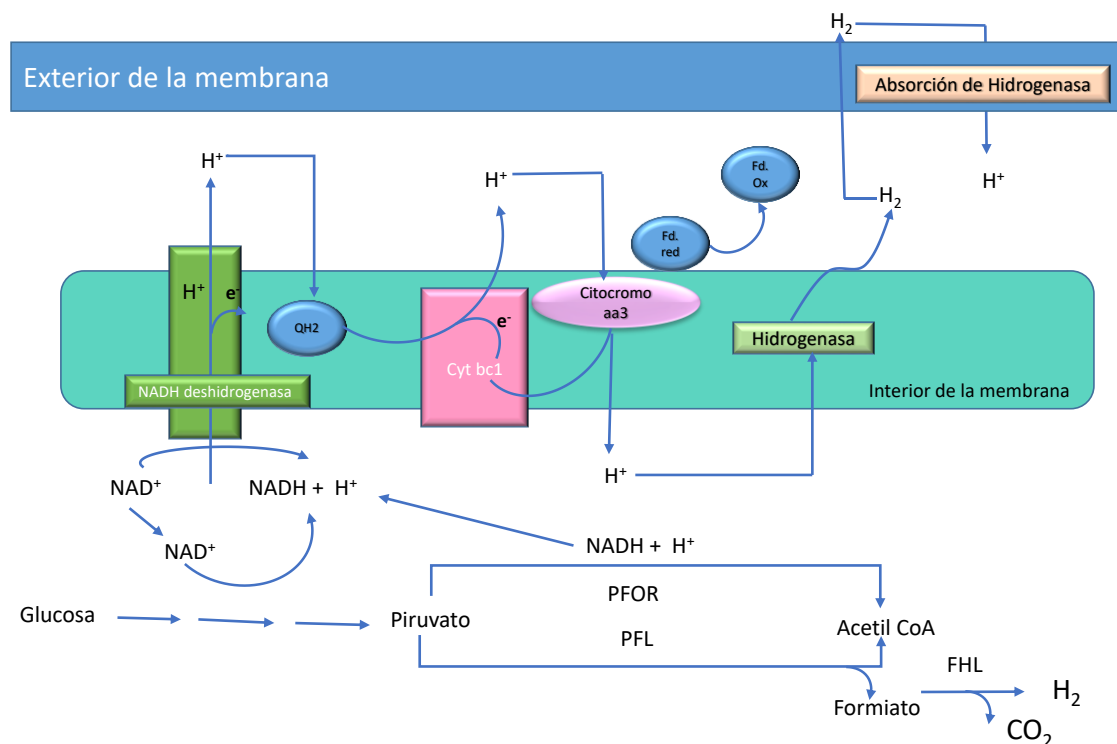 H₂
Exterior de la membrana
Absorción de Hidrogenasa
H⁺
H⁺
Fd.
Ox
H⁺
H₂
Fd.
red
H⁺
e⁻
QH2
Citocromo
aa3
e⁻
Cyt bc1
Hidrogenasa
NADH deshidrogenasa
Interior de la membrana
H⁺
NAD⁺
NADH + H⁺
NAD⁺
NADH + H⁺
PFOR
Glucosa
Piruvato
Acetil CoA
PFL
FHL
Formiato
H₂
CO₂